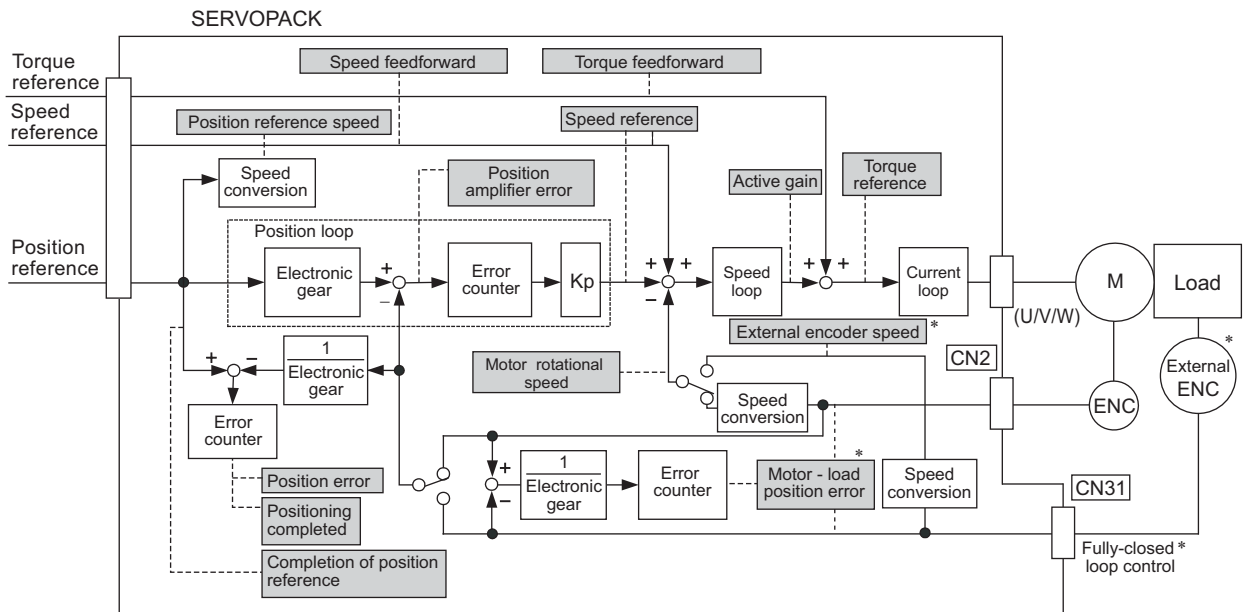 SERVOPACK
Torque
reference
Speed
reference
Position
reference
Speed feedforward
Torque feedforward
Position reference speed
Speed reference
Speed
conversion
Position
amplifier error
Active gain
Torque
reference
Position loop
Electronic
gear
+
–
Error
counter
Kp
+
+
–
Speed
loop
+
+
Current
loop
(U/V/W)
M
Load
External encoder speed *
CN2
*
External
ENC
ENC
+
–
1
Electronic
gear
Motor rotational
speed
Speed
conversion
Error
counter
Position error
Positioning
completed
Completion of position
reference
+
–
1
Electronic
gear
Error
counter
*
Motor - load
position error
Speed
conversion
CN31
Fully-closed *
loop control